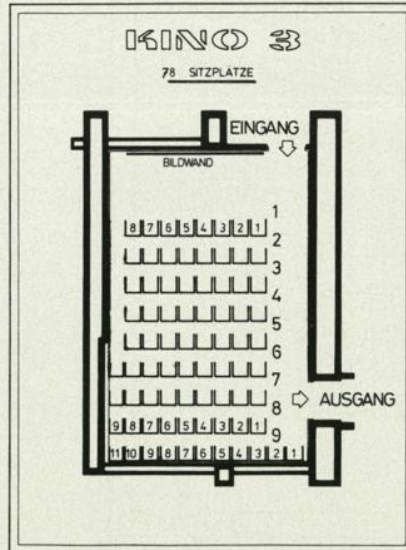 KINO 3
78 SITZPLÄTZE
EINGANG
BILDWAND
1
8 7 6 5 4 3 2 1
2
3
4
5
6
7
8 AUSGANG
9 8 7 6 5 4 3 2 1
9
11 10 9 8 7 6 5 4 3 2 1